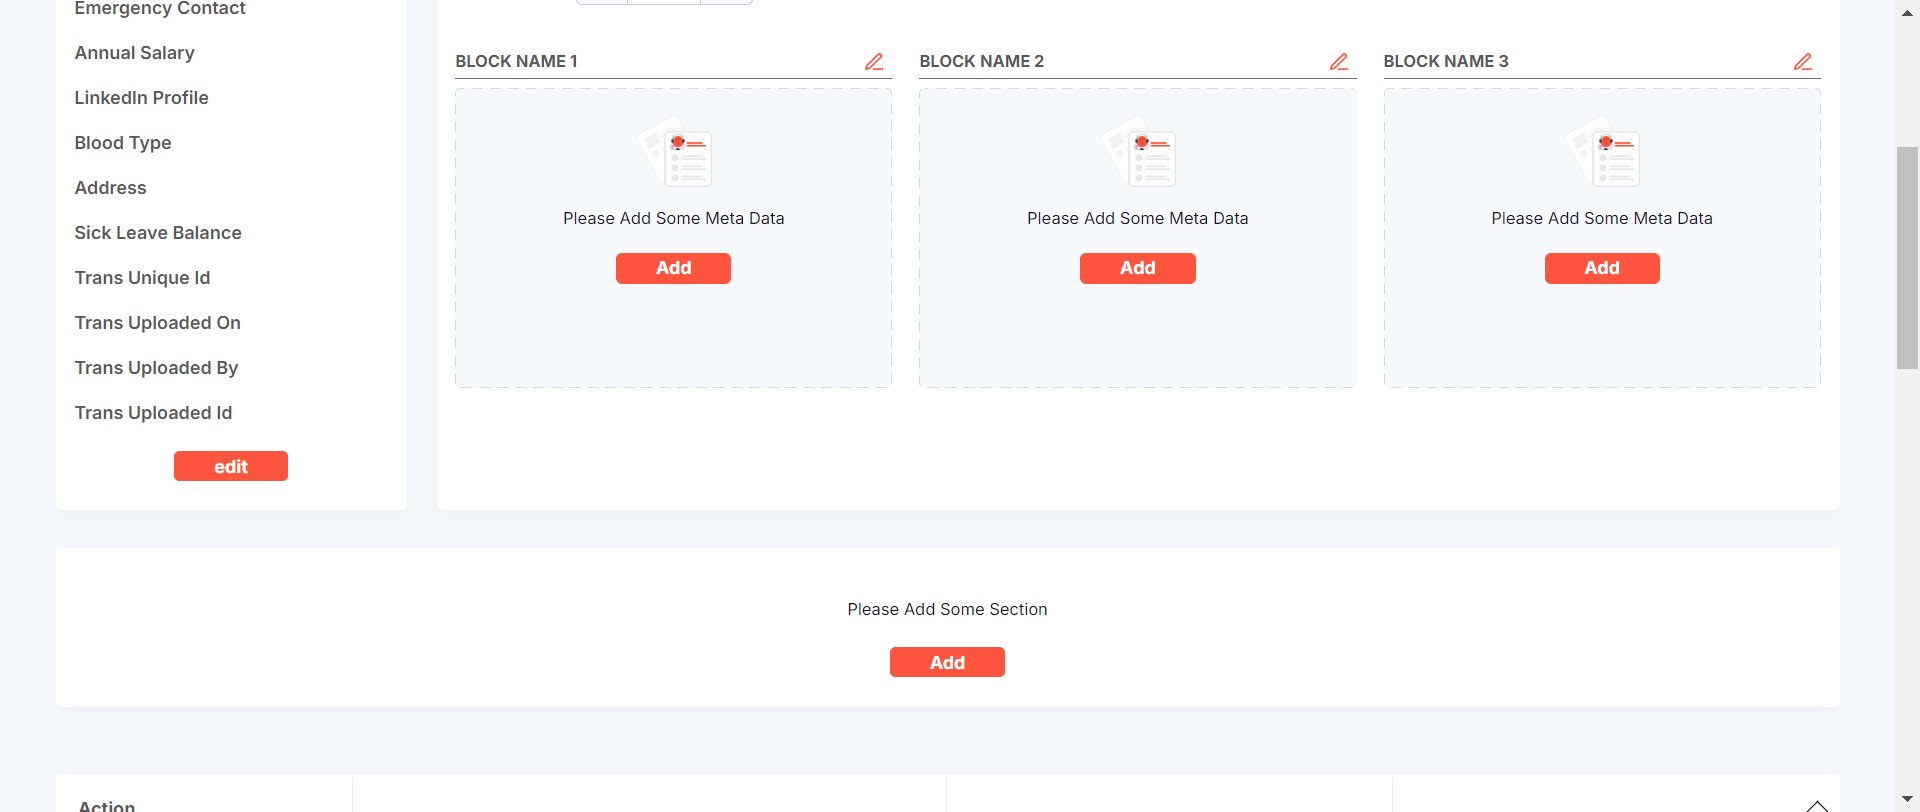 Emergency Contact
Annual Salary
LinkedIn Profile
Blood Type
Address
Sick Leave Balance
Trans Unique Id
Trans Uploaded On
Trans Uploaded By
Trans Uploaded Id
edit
BLOCK NAME 1
Please Add Some Meta Data
Add
BLOCK NAME 2
Please Add Some Meta Data
Add
BLOCK NAME 3
Please Add Some Meta Data
Add
Please Add Some Section
Add
Action